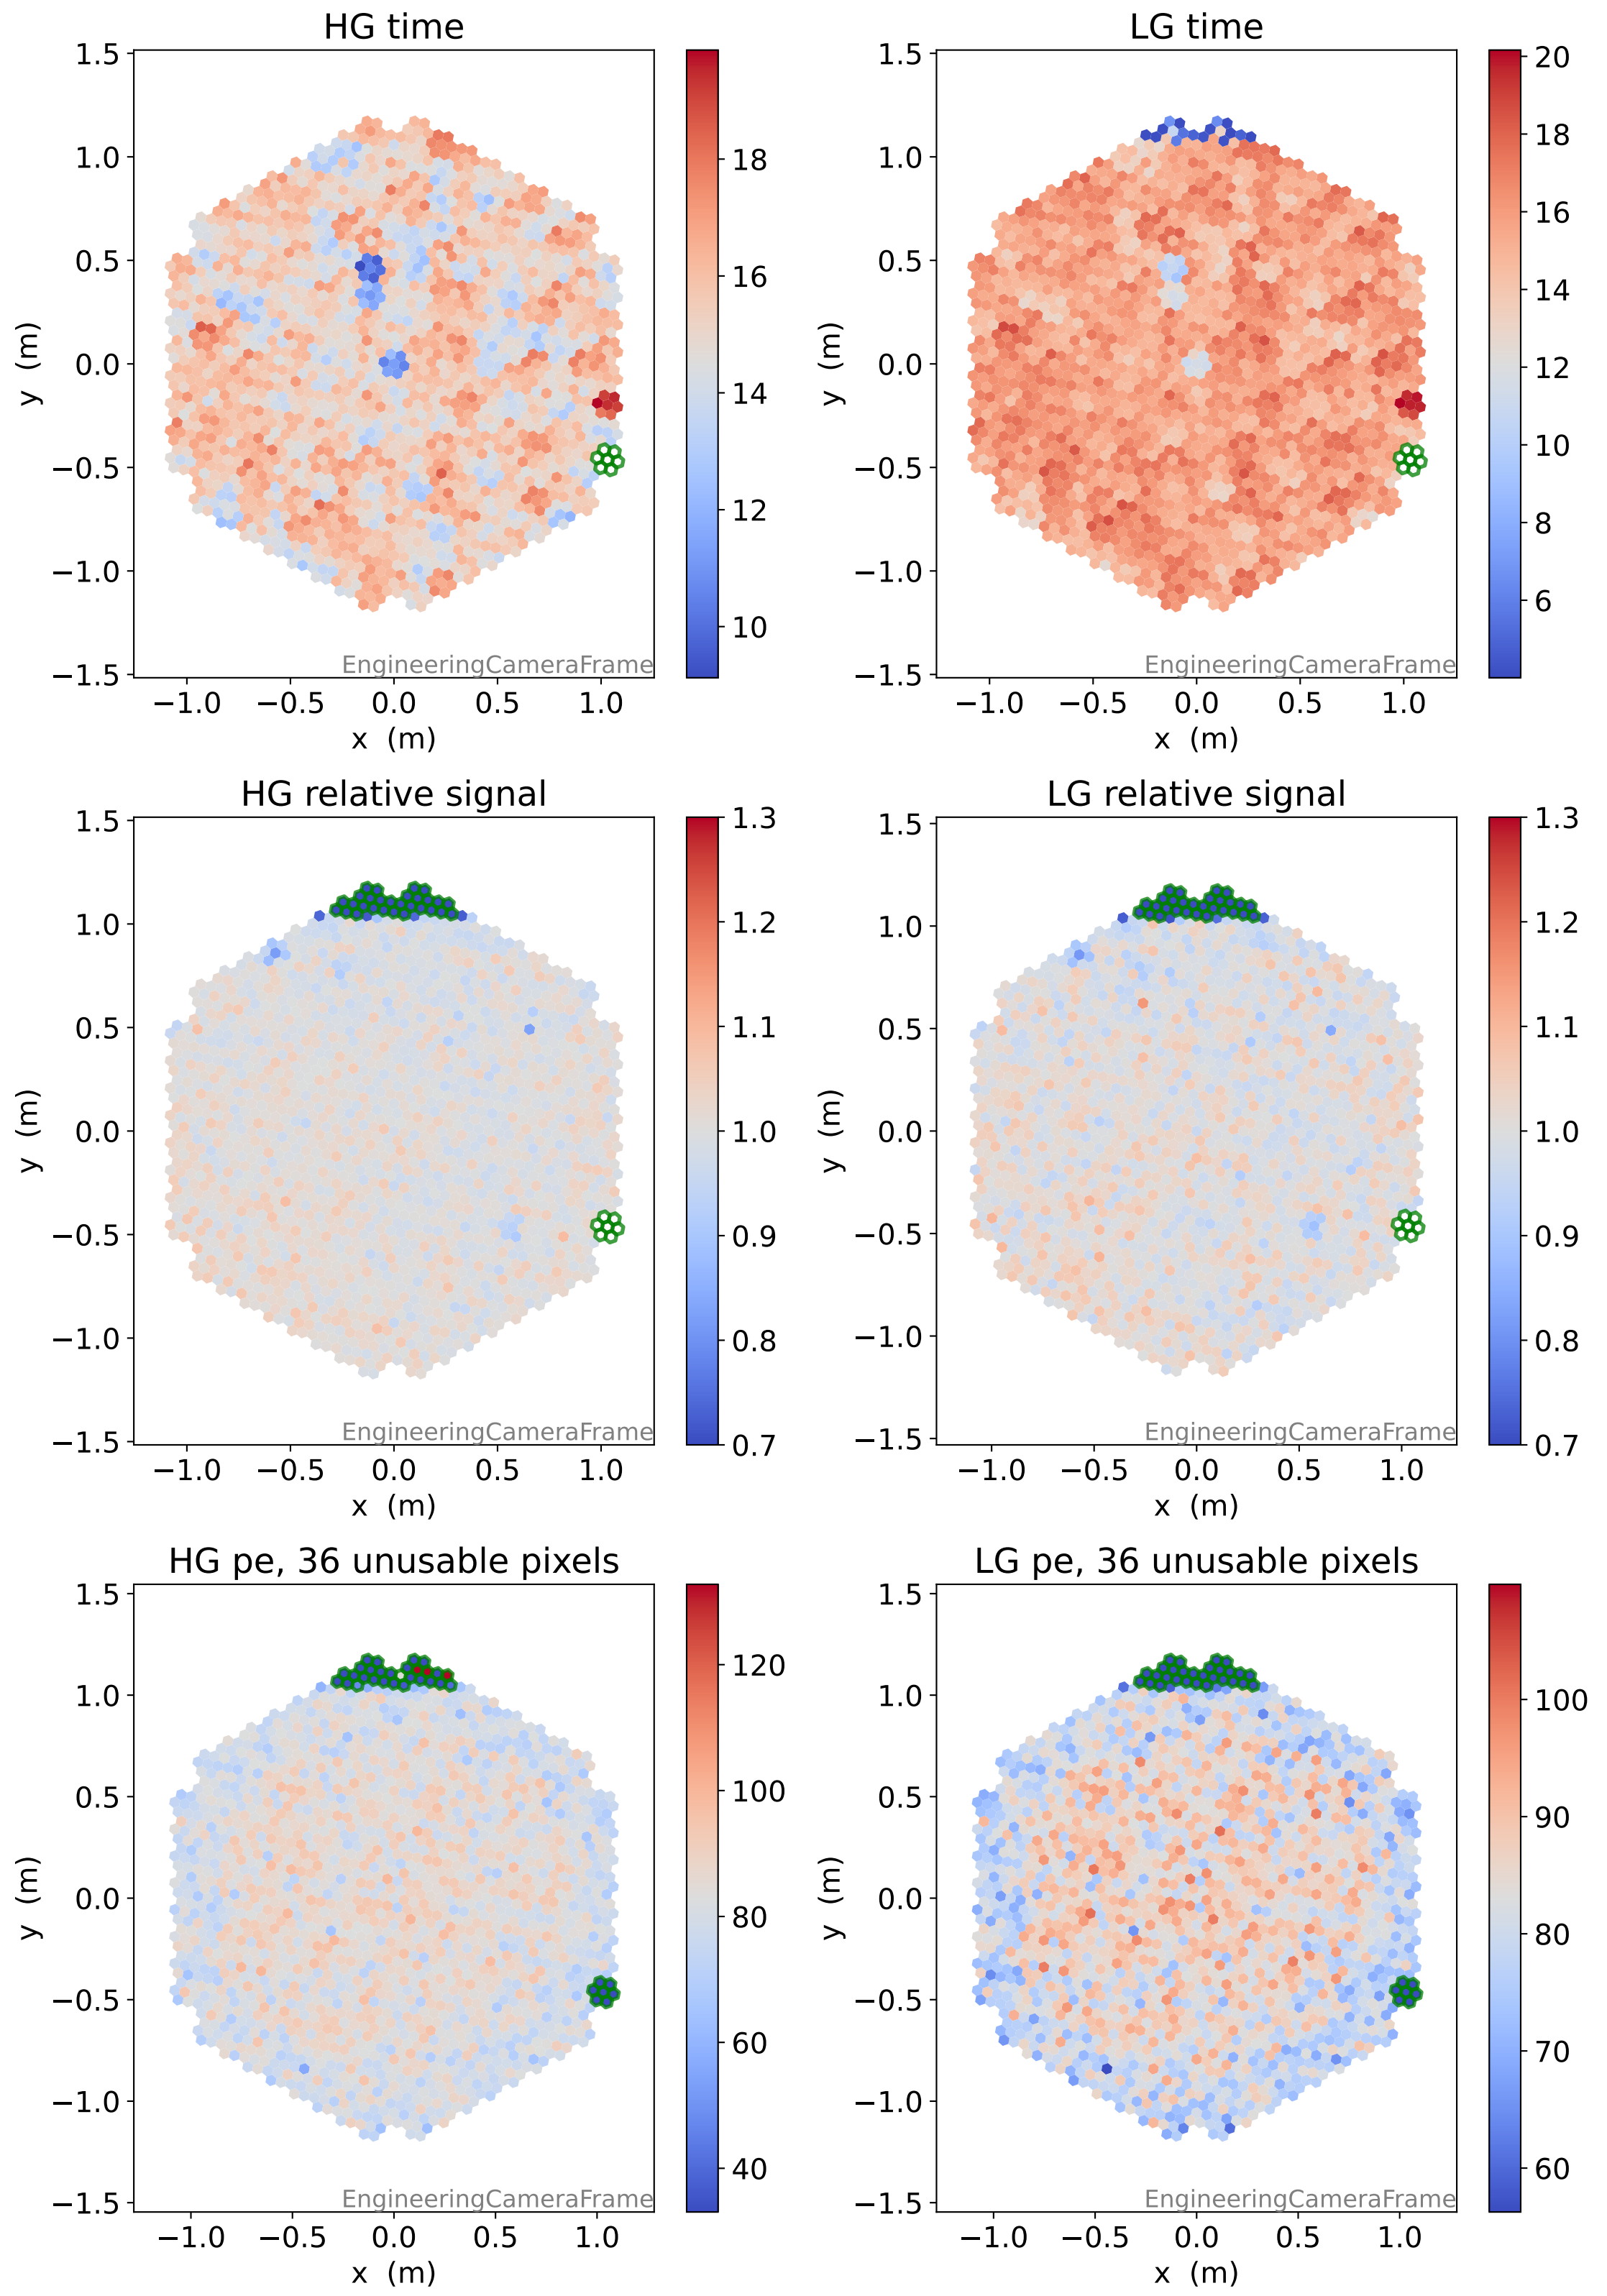 HG time
1.5
1.0
0.5
0.0
−0.5
−1.0
−1.5
y (m)
−1.0 −0.5 0.0 0.5 1.0
x (m)
EngineeringCameraFrame
18
16
14
12
10
LG time
1.5
1.0
0.5
0.0
−0.5
−1.0
−1.5
y (m)
−1.0 −0.5 0.0 0.5 1.0
x (m)
EngineeringCameraFrame
20
18
16
14
12
10
8
6
HG relative signal
1.5
1.0
0.5
0.0
−0.5
−1.0
−1.5
y (m)
−1.0 −0.5 0.0 0.5 1.0
x (m)
EngineeringCameraFrame
1.3
1.2
1.1
1.0
0.9
0.8
0.7
LG relative signal
1.5
1.0
0.5
0.0
−0.5
−1.0
−1.5
y (m)
−1.0 −0.5 0.0 0.5 1.0
x (m)
EngineeringCameraFrame
1.3
1.2
1.1
1.0
0.9
0.8
0.7
HG pe, 36 unusable pixels
1.5
1.0
0.5
0.0
−0.5
−1.0
−1.5
y (m)
−1.0 −0.5 0.0 0.5 1.0
x (m)
EngineeringCameraFrame
120
100
80
60
40
LG pe, 36 unusable pixels
1.5
1.0
0.5
0.0
−0.5
−1.0
−1.5
y (m)
−1.0 −0.5 0.0 0.5 1.0
x (m)
EngineeringCameraFrame
100
90
80
70
60